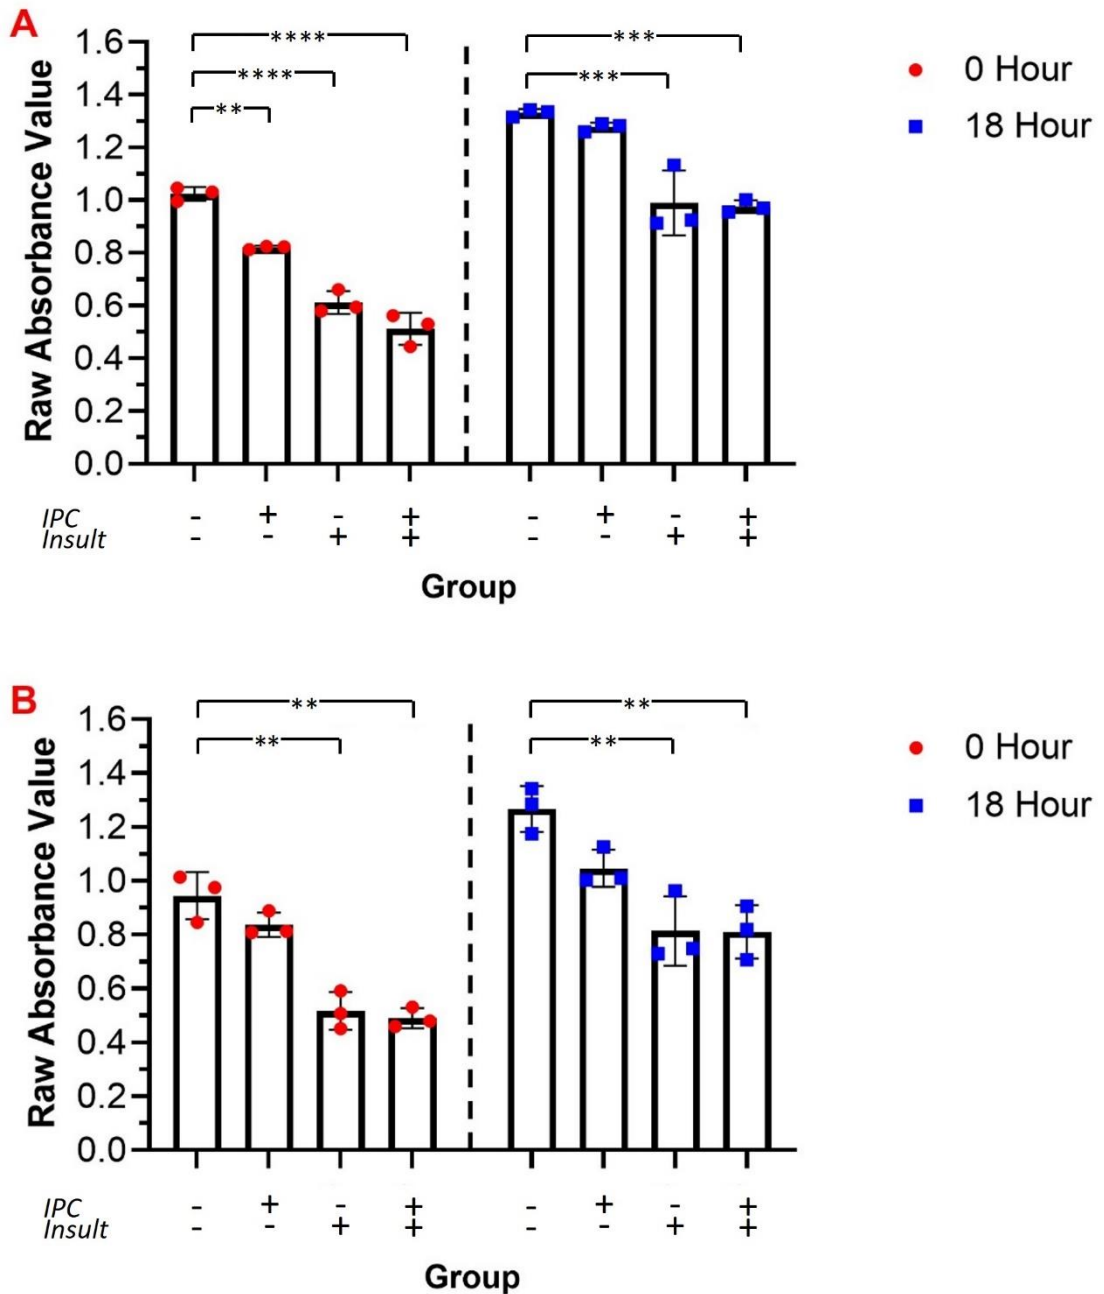 A
**** ***
1.6
0 Hour
**** ***
1.4
**
18 Hour
1.2
1.0
0.8
0.6
0.4
0.2
0.0
Raw Absorbance Value
IPC - + - + - + - +
Insult - - + + - - + +
Group
B
** **
1.6
** **
0 Hour
1.4
18 Hour
1.2
1.0
0.8
0.6
0.4
0.2
0.0
Raw Absorbance Value
IPC - + - + - + - +
Insult - - + + - - + +
Group